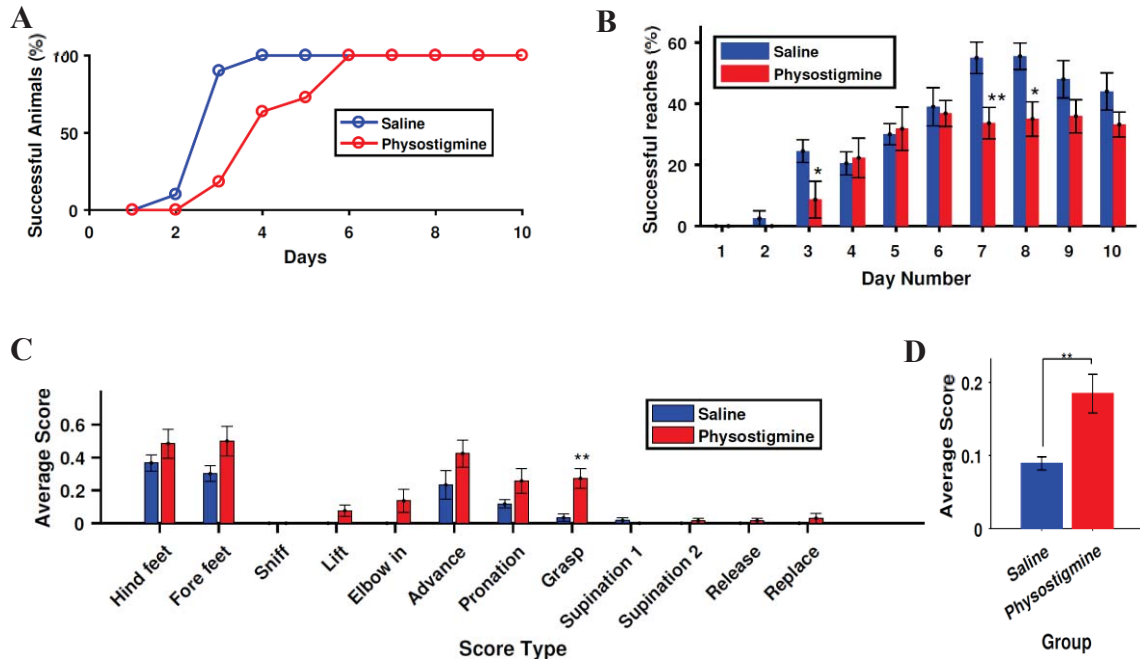 A
Successful Animals (%)
100
50
0
Saline
Physostigmine
0 2 4 6 8 10
Days
B
Successful reaches (%)
60
40
20
0
Saline
Physostigmine
*
**
*
1 2 3 4 5 6 7 8 9 10
Day Number
C
Average Score
0.6
0.4
0.2
0
Saline
Physostigmine
**
Hind feet
Fore feet
Sniff
Lift
Elbow in
Advance
Pronation
Grasp
Supination 1
Supination 2
Release
Replace
Score Type
D
Average Score
0.2
0.1
0
**
Saline
Physostigmine
Group